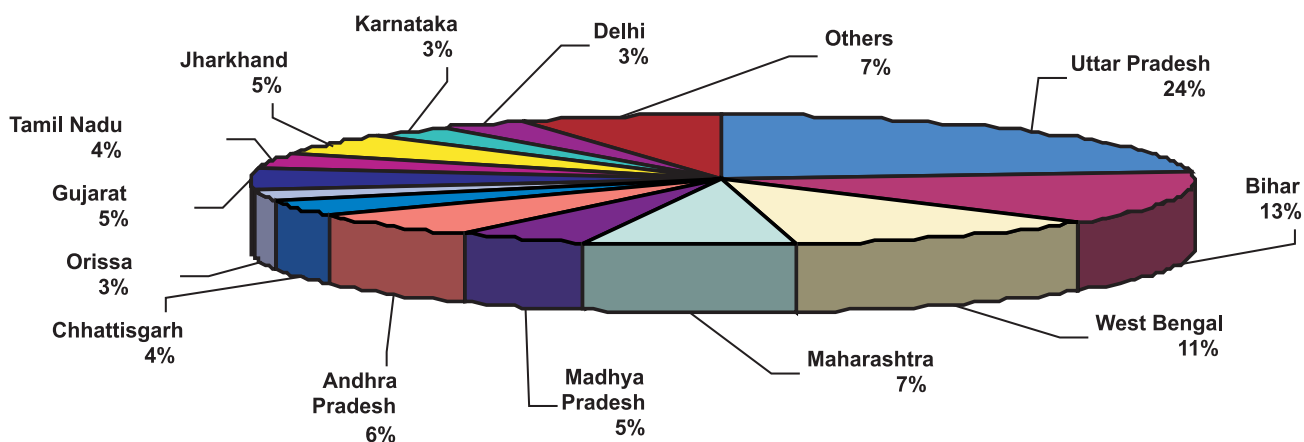 Karnataka
3%
Delhi
3%
Others
7%
Uttar Pradesh
24%
Jharkhand
5%
Tamil Nadu
4%
Gujarat
5%
Bihar
13%
Orissa
3%
Chhattisgarh
4%
Andhra
Pradesh
6%
Madhya
Pradesh
5%
Maharashtra
7%
West Bengal
11%